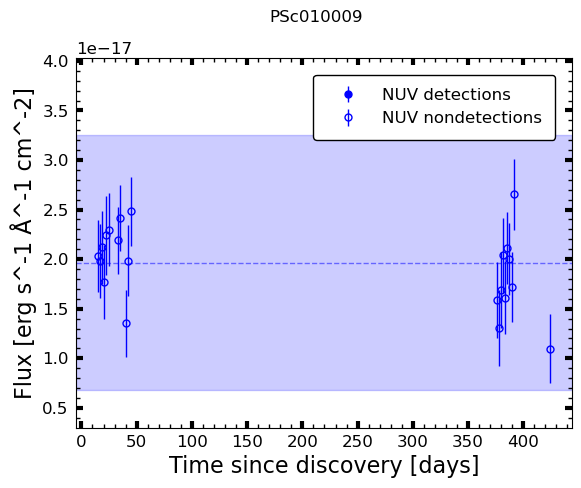 PSc010009
1e−17
4.0
3.5
3.0
2.5
2.0
1.5
1.0
0.5
Flux [erg s^-1 Å^-1 cm^-2]
NUV detections
NUV nondetections
0 50 100 150 200 250 300 350 400
Time since discovery [days]